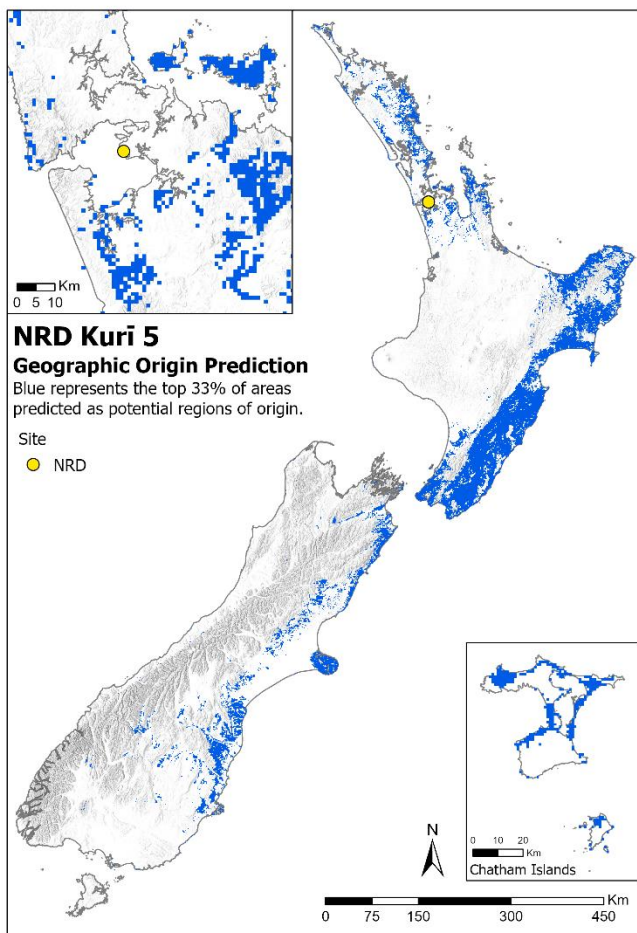 Km
0 5 10
NRD Kurī 5
Geographic Origin Prediction
Blue represents the top 33% of areas
predicted as potential regions of origin.
Site
NRD
N
0 10 20
Km
Chatham Islands
Km
0 75 150 300 450